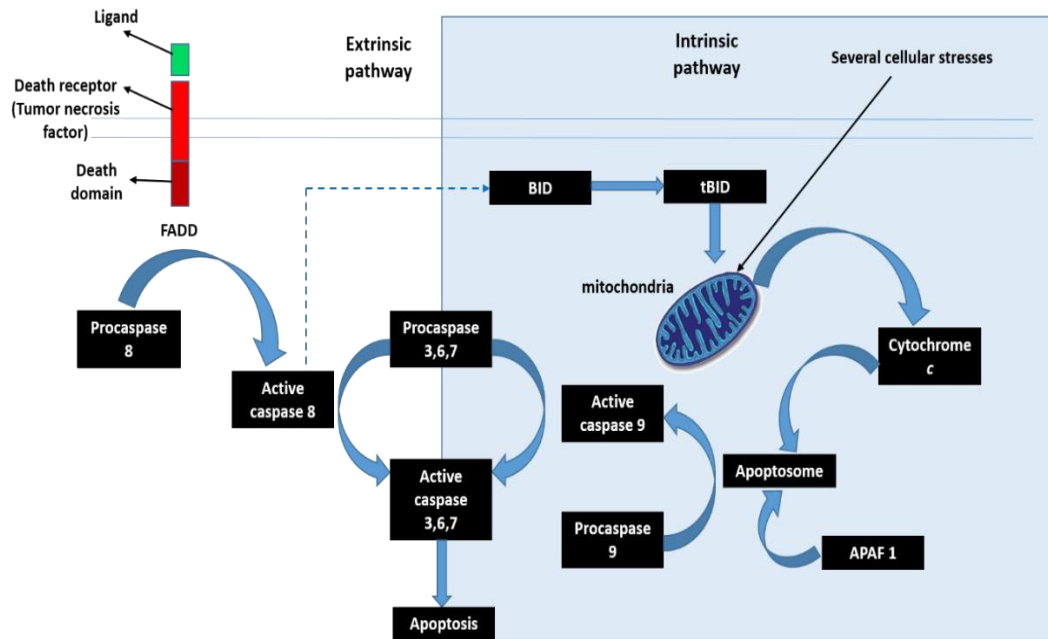 Ligand
Extrinsic
pathway
Intrinsic
pathway
Several cellular stresses
Death receptor
(Tumor necrosis
factor)
Death
domain
BID
tBID
FADD
mitochondria
Procaspase
8
Procaspase
3,6,7
Cytochrome
c
Active
caspase 8
Active
caspase 9
Active
caspase
3,6,7
Apoptosome
Procaspase
9
APAF 1
Apoptosis